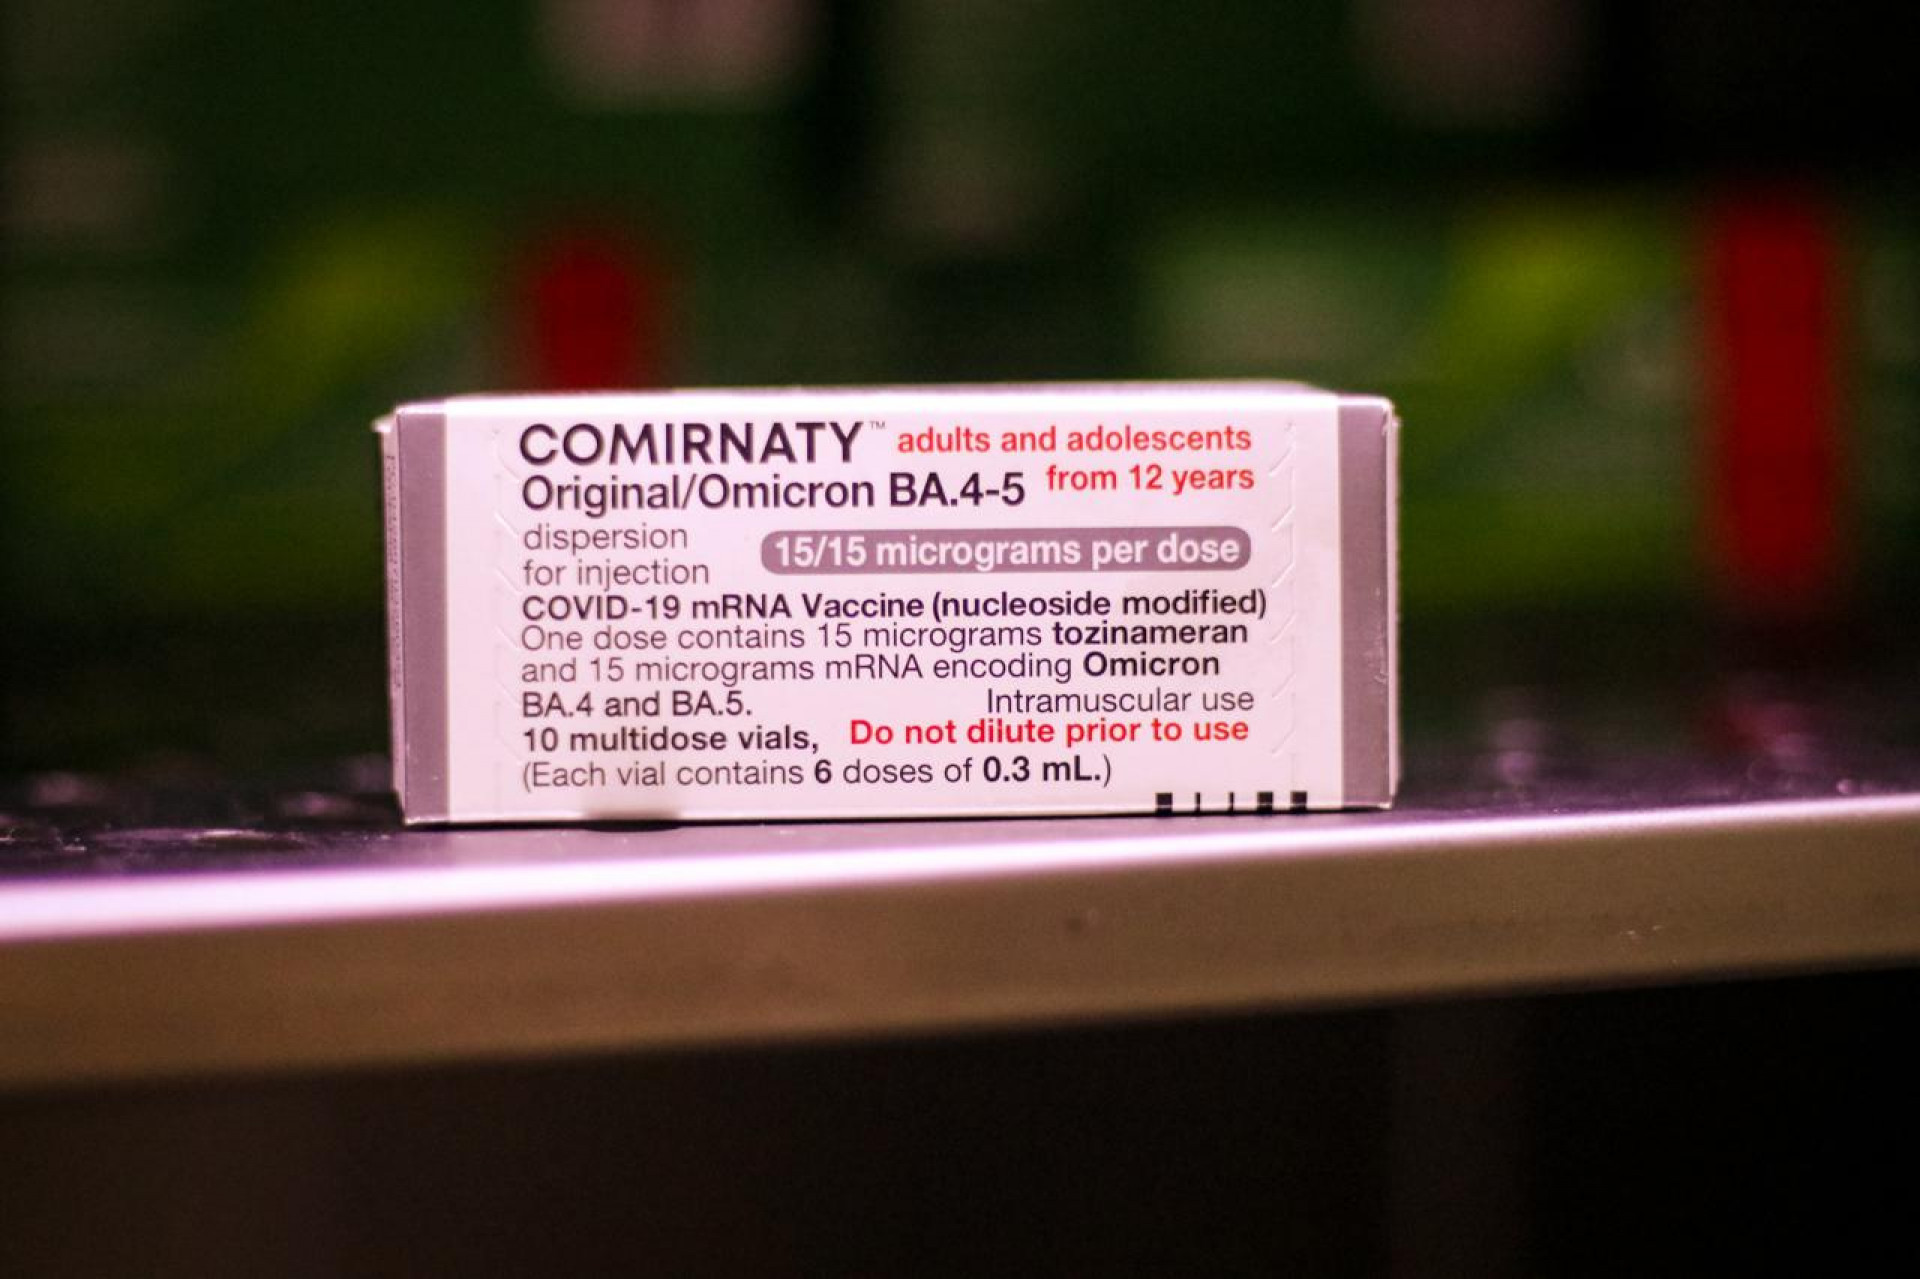 COMIRNATY™ adults and adolescents
Original/Omicron BA.4-5 from 12 years
dispersion
for injection
15/15 micrograms per dose
COVID-19 mRNA Vaccine (nucleoside modified)
One dose contains 15 micrograms tozinameran
and 15 micrograms mRNA encoding Omicron
BA.4 and BA.5. Intramuscular use
10 multidose vials, Do not dilute prior to use
(Each vial contains 6 doses of 0.3 mL.)